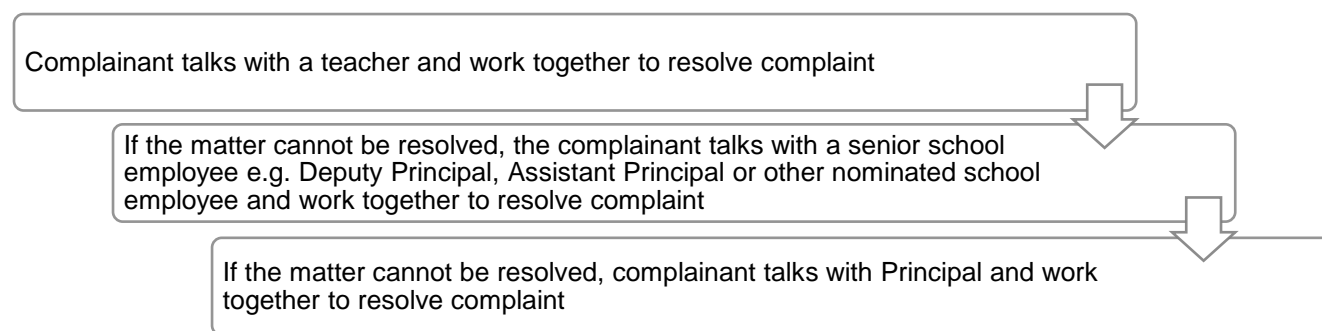 Complainant talks with a teacher and work together to resolve complaint
If the matter cannot be resolved, the complainant talks with a senior school
employee e.g. Deputy Principal, Assistant Principal or other nominated school
employee and work together to resolve complaint
If the matter cannot be resolved, complainant talks with Principal and work
together to resolve complaint